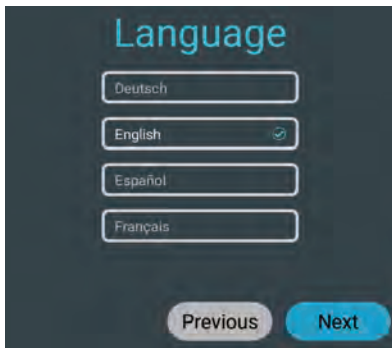 Language
Deutsch
English
Español
Français
Previous Next